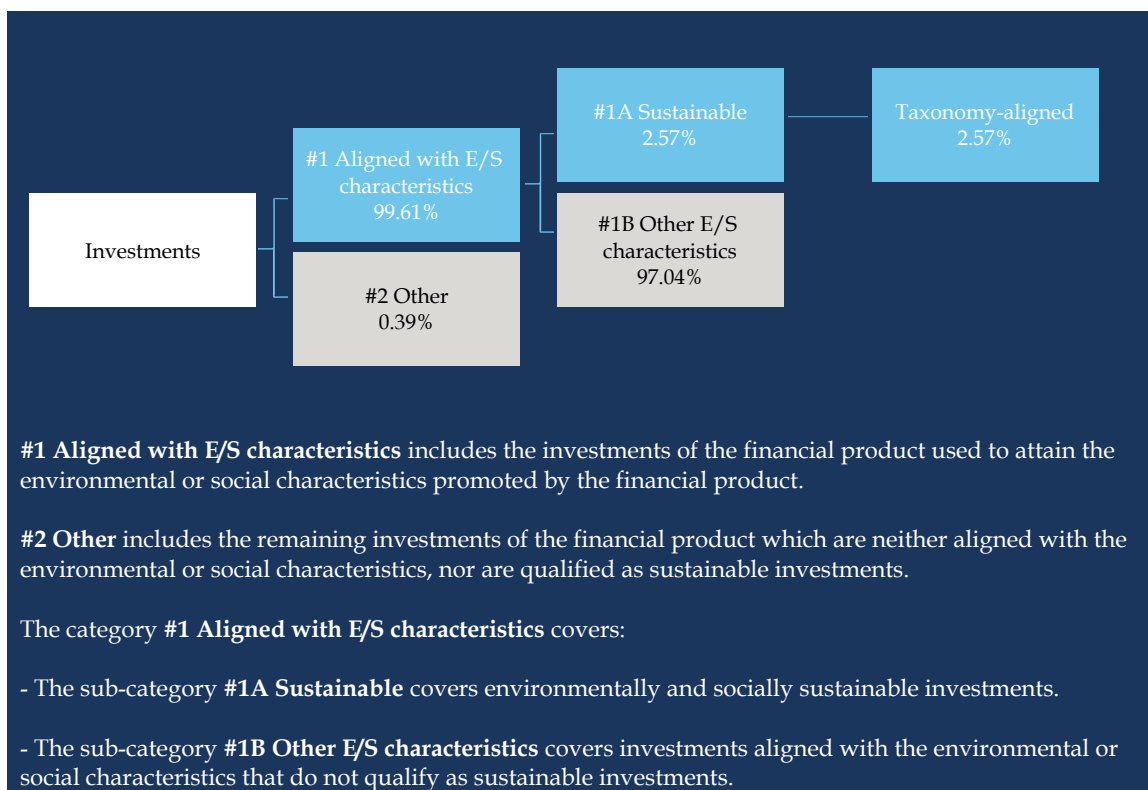 Investments
#1 Aligned with E/S
characteristics
99.61%
#2 Other
0.39%
#1A Sustainable
2.57%
#1B Other E/S
characteristics
97.04%
Taxonomy-aligned
2.57%
#1 Aligned with E/S characteristics includes the investments of the financial product used to attain the
environmental or social characteristics promoted by the financial product.
#2 Other includes the remaining investments of the financial product which are neither aligned with the
environmental or social characteristics, nor are qualified as sustainable investments.
The category #1 Aligned with E/S characteristics covers:
- The sub-category #1A Sustainable covers environmentally and socially sustainable investments.
- The sub-category #1B Other E/S characteristics covers investments aligned with the environmental or
social characteristics that do not qualify as sustainable investments.